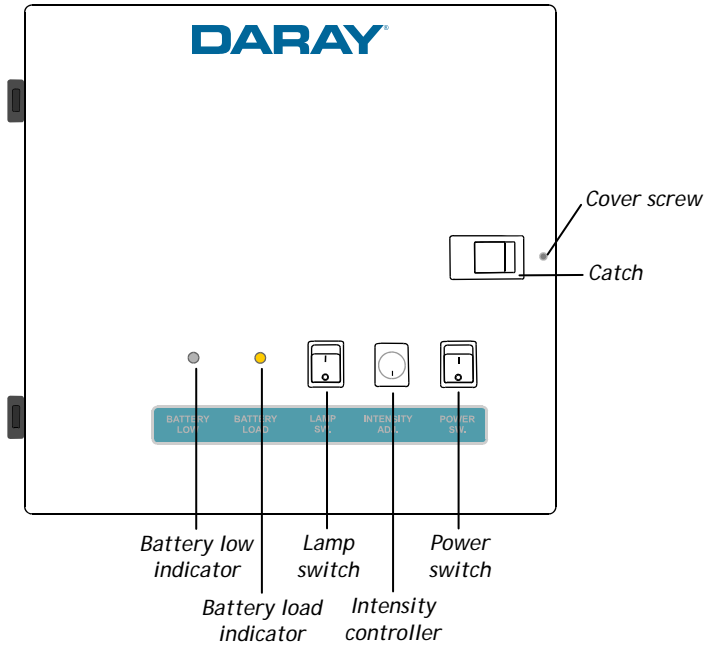 DARAY®
Cover screw
Catch
BATTERY BATTERY LAMP INTENSITY POWER
LOW LOAD SW. ADJ. SW.
Battery low Lamp Power
indicator switch switch
Battery load Intensity
indicator controller